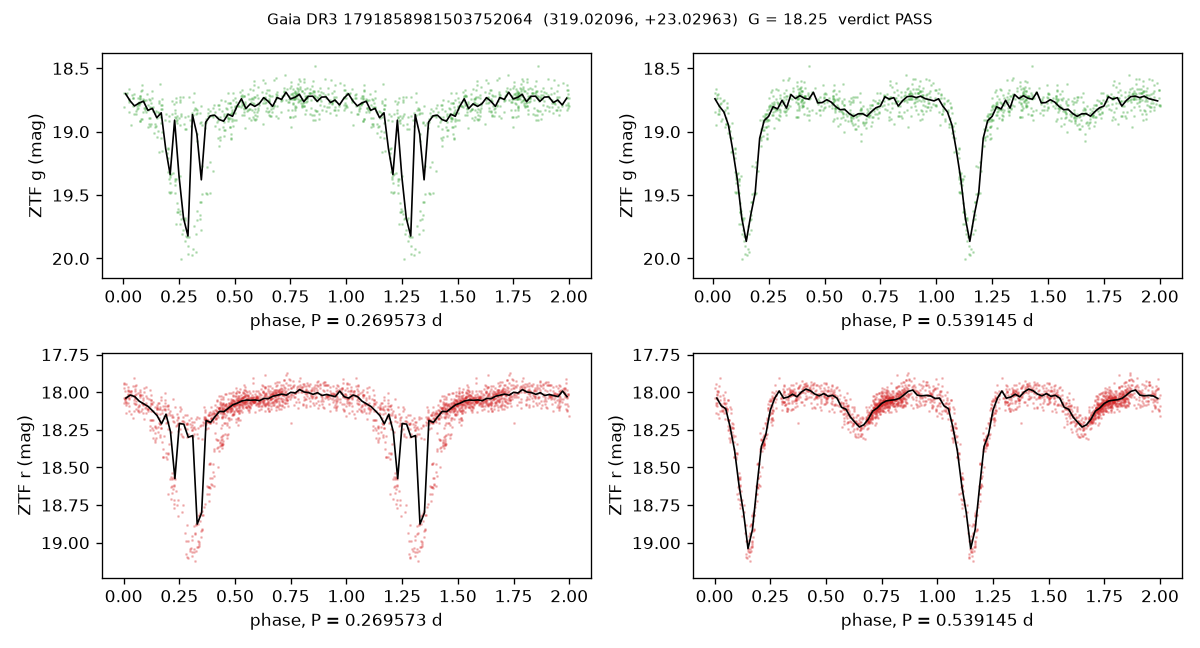 Gaia DR3 1791858981503752064 (319.02096, +23.02963) G = 18.25 verdict PASS
18.5
19.0
19.5
20.0
ZTF g (mag)
0.00 0.25 0.50 0.75 1.00 1.25 1.50 1.75 2.00
phase, P = 0.269573 d
18.5
19.0
19.5
20.0
ZTF g (mag)
0.00 0.25 0.50 0.75 1.00 1.25 1.50 1.75 2.00
phase, P = 0.539145 d
17.75
18.00
18.25
18.50
18.75
19.00
ZTF r (mag)
0.00 0.25 0.50 0.75 1.00 1.25 1.50 1.75 2.00
phase, P = 0.269573 d
17.75
18.00
18.25
18.50
18.75
19.00
ZTF r (mag)
0.00 0.25 0.50 0.75 1.00 1.25 1.50 1.75 2.00
phase, P = 0.539145 d